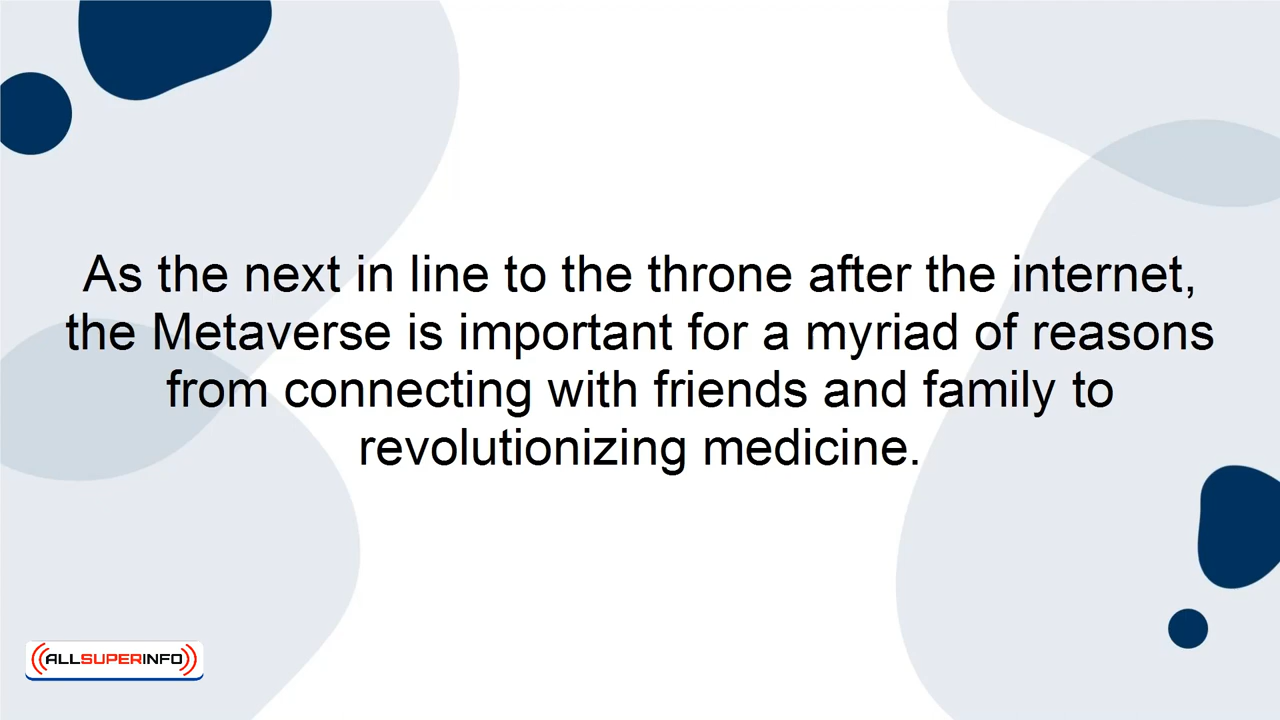 As the next in line to the throne after the internet,
the Metaverse is important for a myriad of reasons
from connecting with friends and family to
revolutionizing medicine.
ALLSUPERINFO